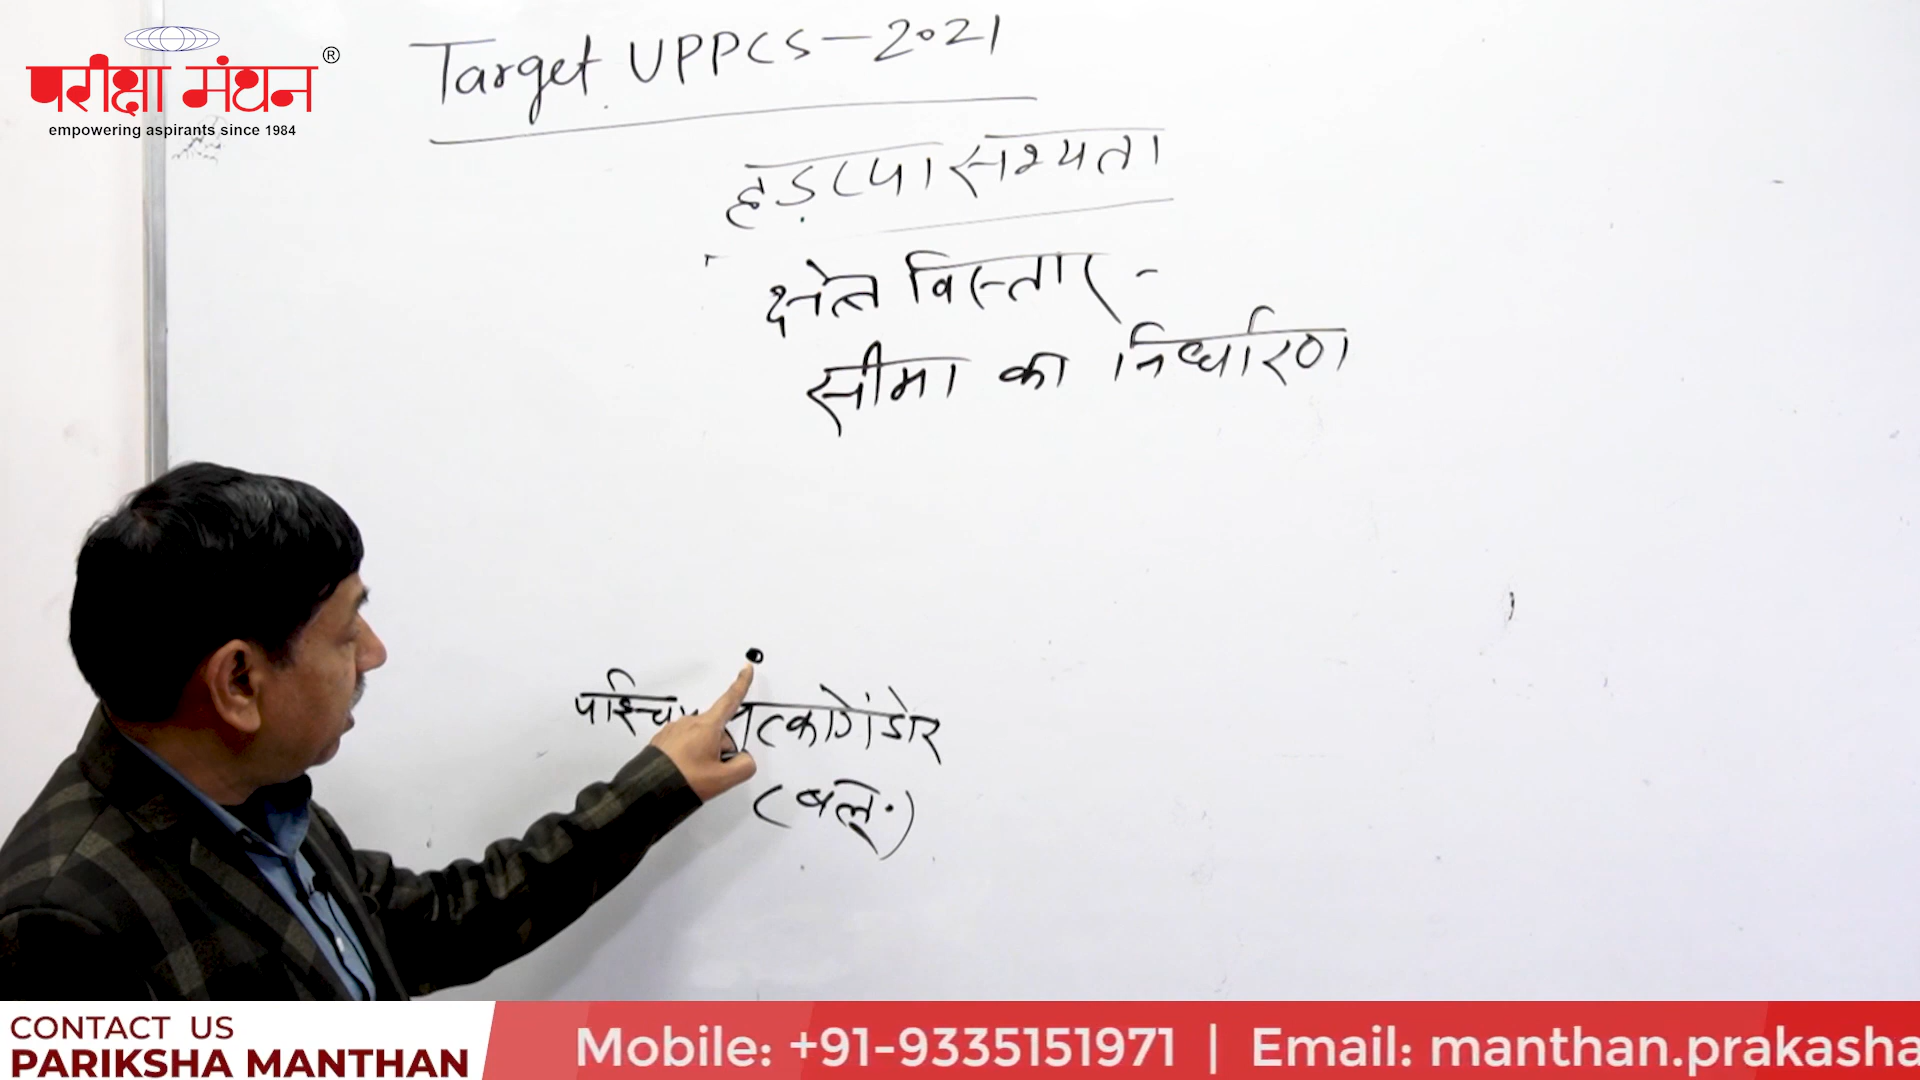 परीक्षा मंथन ®
empowering aspirants since 1984
Target UPPCS-2021
हड़प्पा सभ्यता
क्षेत्र विस्तार -
सीमा का निर्धारण
सुत्कागेंडोर
(बलू.)
CONTACT US
PARIKSHA MANTHAN
Mobile: +91-9335151971 | Email: manthan.prakasha